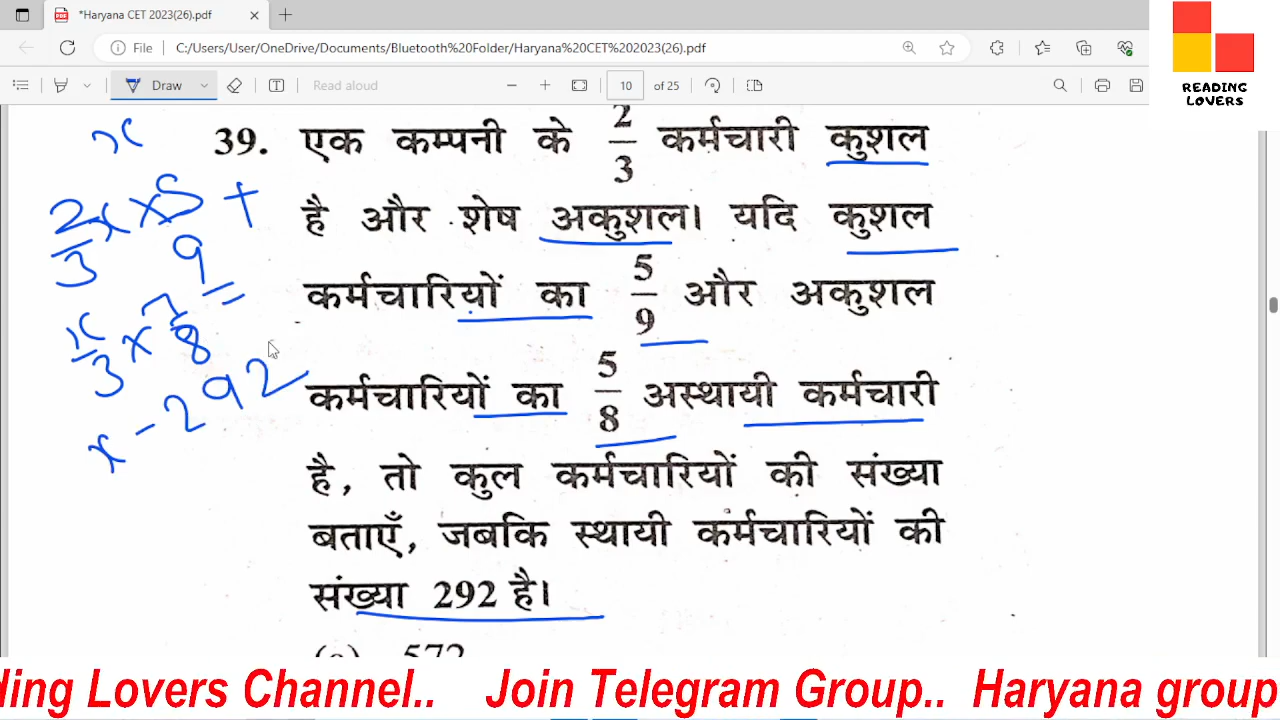 *Haryana CET 2023(26).pdf
File C:/Users/User/OneDrive/Documents/Bluetooth%20Folder/Haryana%20CET%202023(26).pdf
READING
LOVERS
Draw
Read aloud
10 of 25
39. एक कम्पनी के 2/3 कर्मचारी कुशल
है और शेष अकुशल। यदि कुशल
कर्मचारियों का 5/9 और अकुशल
कर्मचारियों का 5/8 अस्थायी कर्मचारी
है, तो कुल कर्मचारियों की संख्या
बताएँ, जबकि स्थायी कर्मचारियों की
संख्या 292 है।
x
2/3 x × 5/9 +
x/3 × 7/8 =
x - 292
ding Lovers Channel.. Join Telegram Group.. Haryana group